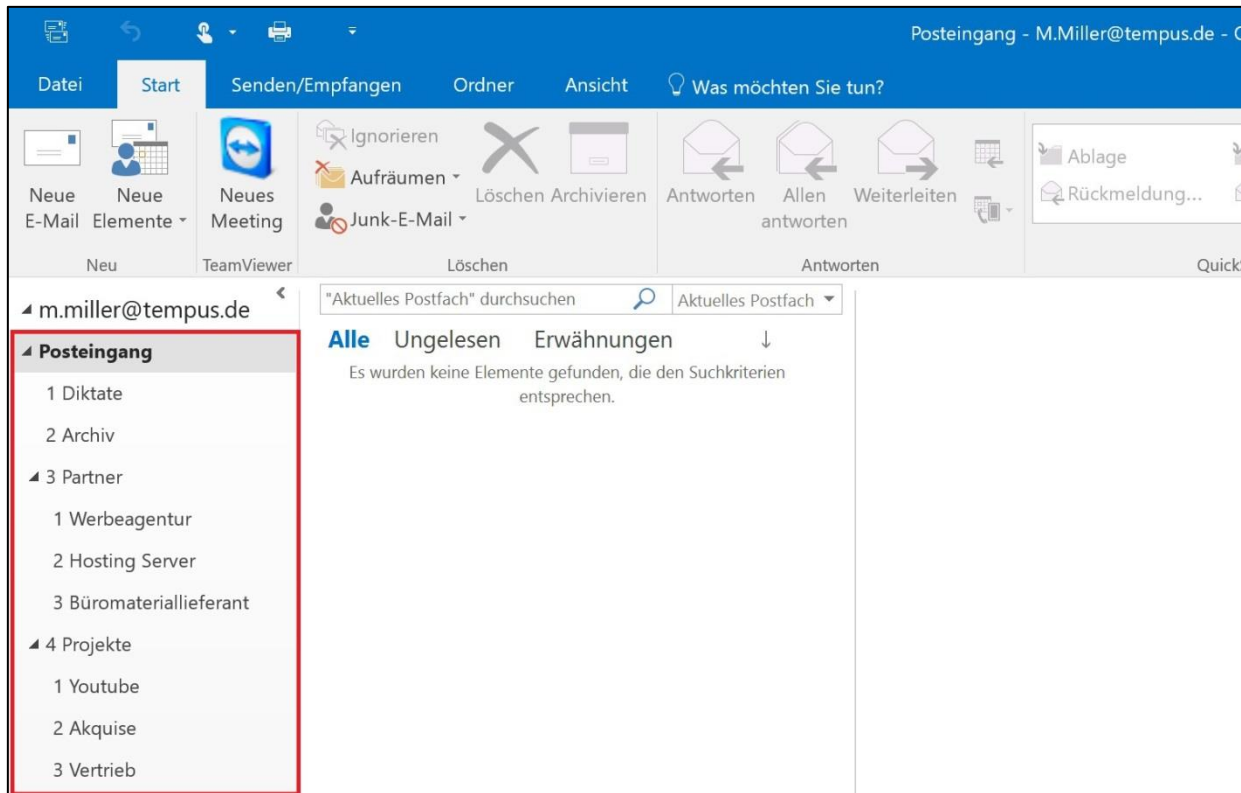 Posteingang - M.Miller@tempus.de -
Datei Start Senden/Empfangen Ordner Ansicht Was möchten Sie tun?
Neue E-Mail
Neue Elemente
Neues Meeting
Ignorieren
Aufräumen
Junk-E-Mail
Löschen Archivieren
Antworten
Allen antworten
Weiterleiten
Ablage
Rückmeldung...
Neu TeamViewer Löschen Antworten Quick
m.miller@tempus.de
Posteingang
1 Diktate
2 Archiv
3 Partner
1 Werbeagentur
2 Hosting Server
3 Büromateriallieferant
4 Projekte
1 Youtube
2 Akquise
3 Vertrieb
"Aktuelles Postfach" durchsuchen Aktuelles Postfach
Alle Ungelesen Erwähnungen
Es wurden keine Elemente gefunden, die den Suchkriterien
entsprechen.